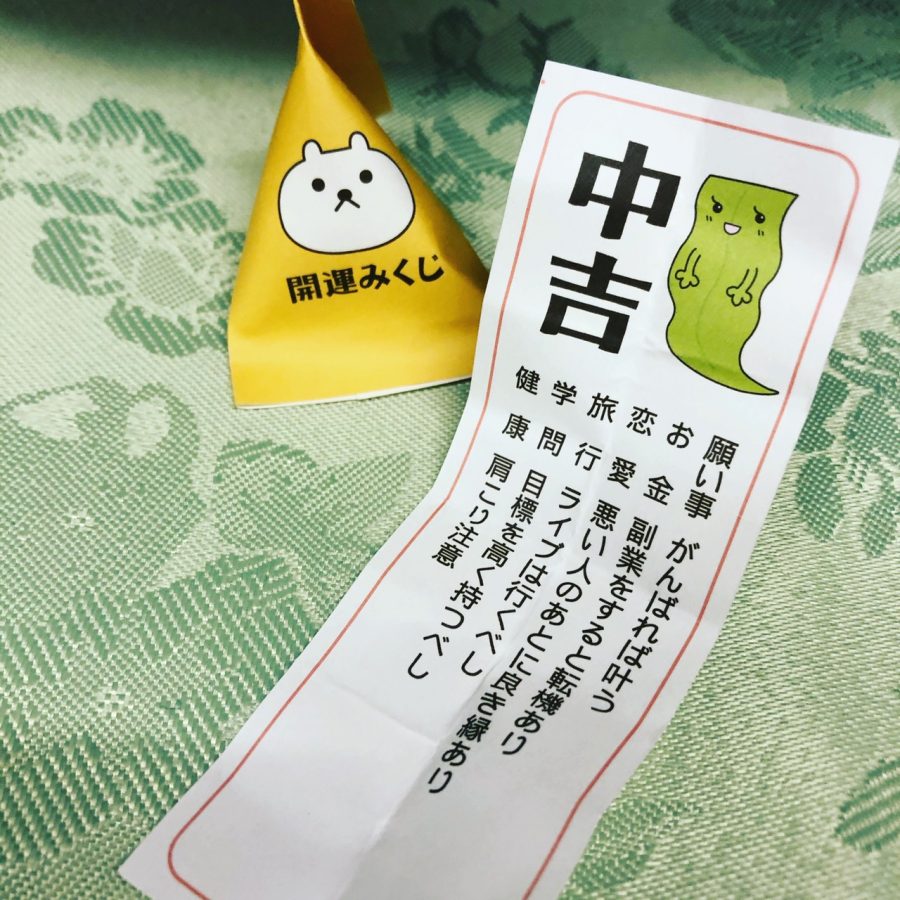 開運みくじ
中吉
願い事 がんばれば叶う
お金 副業をすると転機あり
恋愛 悪い人のあとに良き縁あり
旅行 ライブは行くべし
学問 目標を高く持つべし
健康 肩こり注意